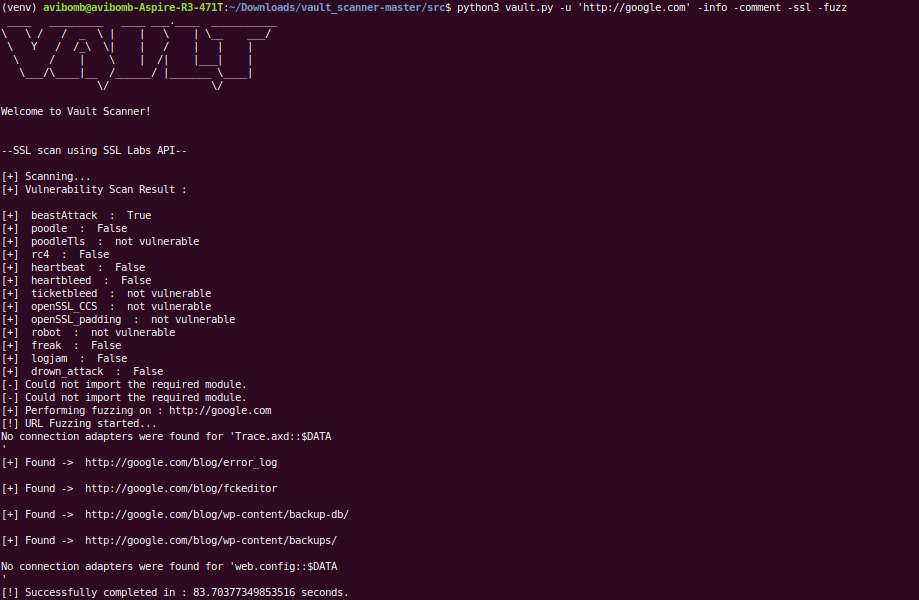 (venv) avibomb@avibomb-Aspire-R3-471T:~/Downloads/vault_scanner-master/src$ python3 vault.py -u 'http://google.com' -info -comment -ssl -fuzz
Welcome to Vault Scanner!
--SSL scan using SSL Labs API--
[+] Scanning...
[+] Vulnerability Scan Result :
[+]  beastAttack  :  True
[+]  poodle  :  False
[+]  poodleTls  :  not vulnerable
[+]  rc4  :  False
[+]  heartbeat  :  False
[+]  heartbleed  :  False
[+]  ticketbleed  :  not vulnerable
[+]  openSSL_CCS  :  not vulnerable
[+]  openSSL_padding  :  not vulnerable
[+]  robot  :  not vulnerable
[+]  freak  :  False
[+]  logjam  :  False
[+]  drown_attack  :  False
[-] Could not import the required module.
[-] Could not import the required module.
[+] Performing fuzzing on : http://google.com
[!] URL Fuzzing started...
No connection adapters were found for 'Trace.axd::$DATA
'
[+] Found ->  http://google.com/blog/error_log
[+] Found ->  http://google.com/blog/fckeditor
[+] Found ->  http://google.com/blog/wp-content/backup-db/
[+] Found ->  http://google.com/blog/wp-content/backups/
No connection adapters were found for 'web.config::$DATA
'
[!] Successfully completed in : 83.70377349853516 seconds.